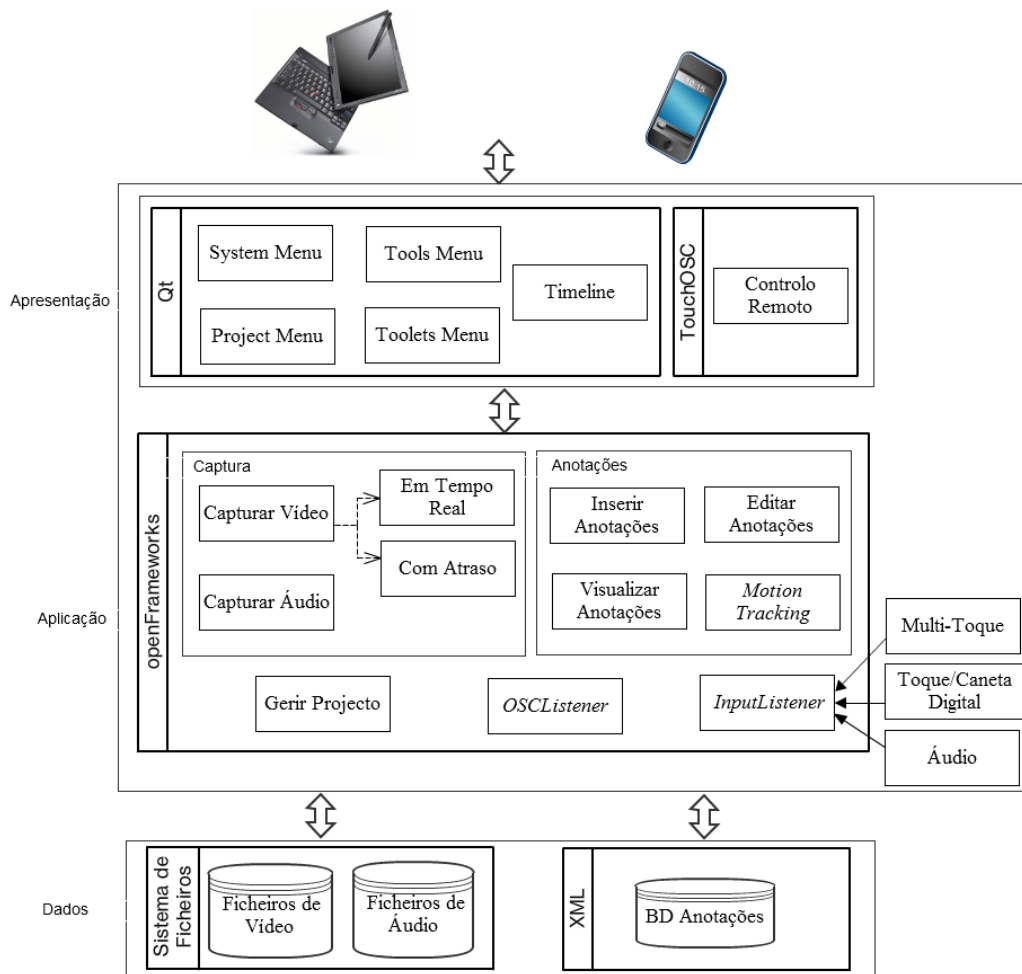 10:15
Apresentação
Qt
System Menu
Tools Menu
Timeline
Project Menu
Toolets Menu
TouchOSC
Controlo
Remoto
Aplicação
openFrameworks
Captura
Capturar Vídeo
Em Tempo
Real
Com Atraso
Capturar Áudio
Anotações
Inserir
Anotações
Editar
Anotações
Visualizar
Anotações
Motion
Tracking
Gerir Projecto
OSCListener
InputListener
Multi-Toque
Toque/Caneta
Digital
Áudio
Dados
Sistema de
Ficheiros
Ficheiros de
Vídeo
Ficheiros de
Áudio
XML
BD Anotações